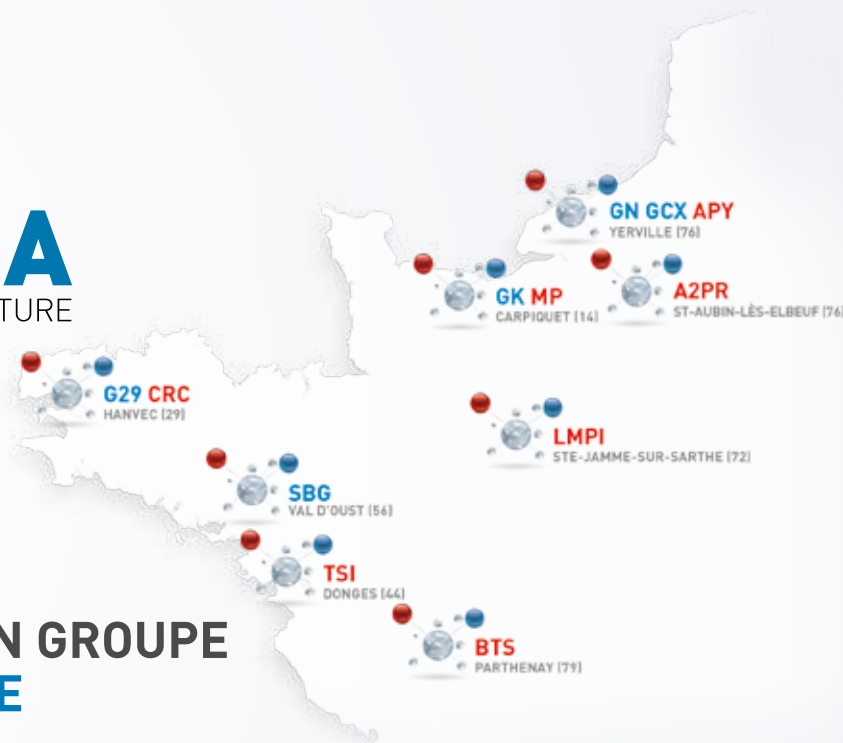 GN GCX APY
YERVILLE (76)
A
TURE
GK MP
CARPIQUET (14)
A2PR
ST-AUBIN-LÈS-ELBEUF (76
G29 CRC
HANVEC (29)
LMPI
STE-JAMME-SUR-SARTHE (72)
SBG
VAL D'OUST (56)
TSI
DONGES (44)
N GROUPE
E
BTS
PARTHENAY (79)